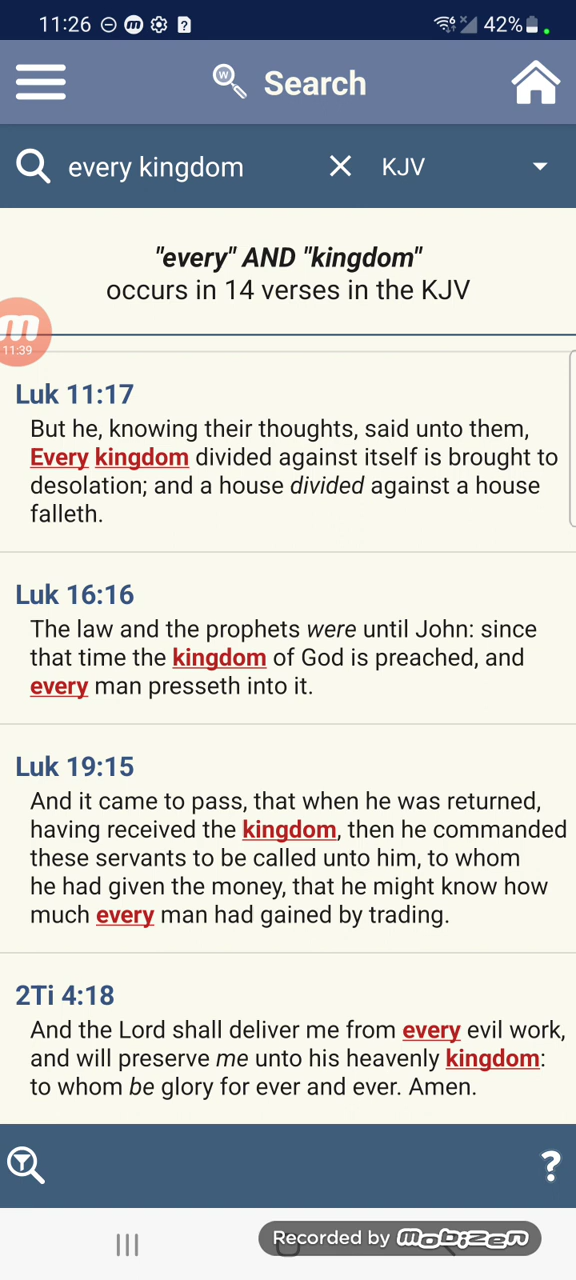 11:26
42%
Search
every kingdom
KJV
"every" AND "kingdom"
occurs in 14 verses in the KJV
11:39
Luk 11:17
But he, knowing their thoughts, said unto them,
Every kingdom divided against itself is brought to
desolation; and a house divided against a house
falleth.
Luk 16:16
The law and the prophets were until John: since
that time the kingdom of God is preached, and
every man presseth into it.
Luk 19:15
And it came to pass, that when he was returned,
having received the kingdom, then he commanded
these servants to be called unto him, to whom
he had given the money, that he might know how
much every man had gained by trading.
2Ti 4:18
And the Lord shall deliver me from every evil work,
and will preserve me unto his heavenly kingdom:
to whom be glory for ever and ever. Amen.
?
Recorded by mobizen